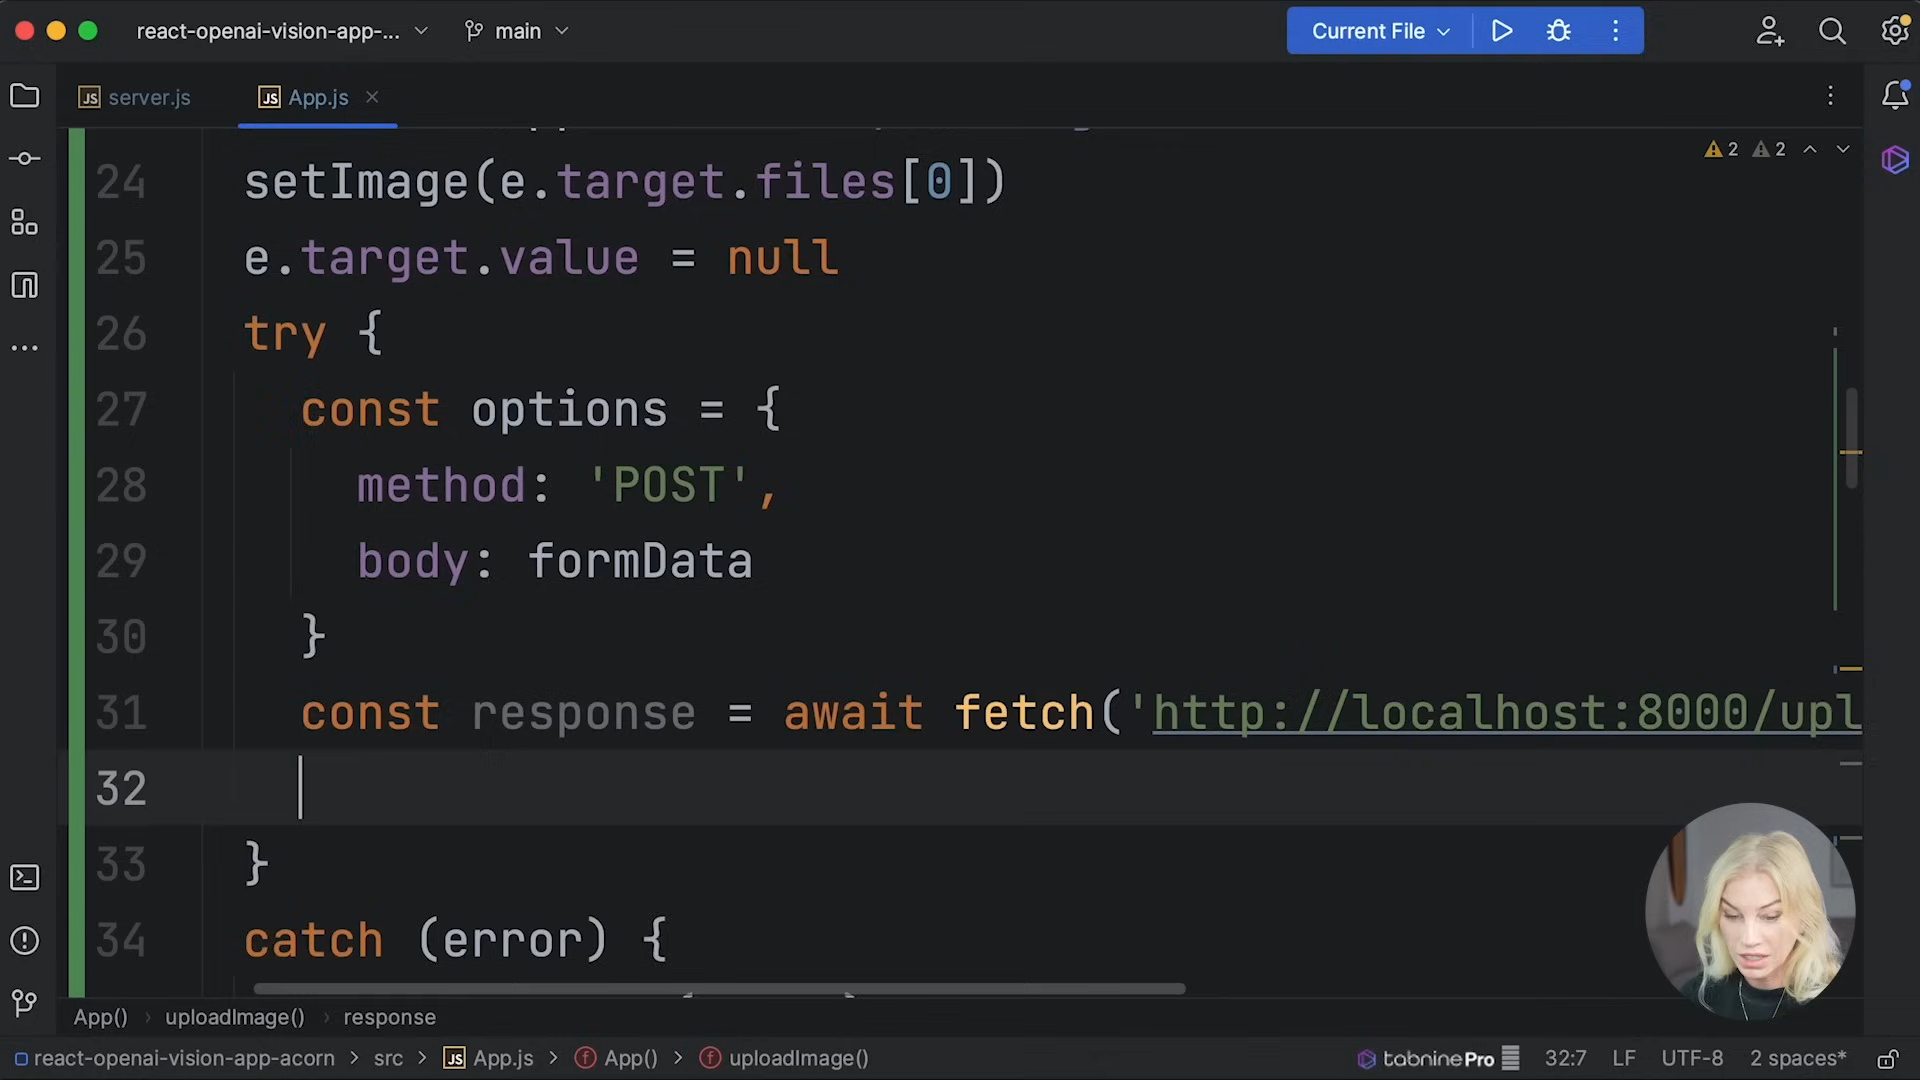 react-openai-vision-app-...
main
Current File
server.js
App.js
2 2
24 setImage(e.target.files[0])
25 e.target.value = null
26 try {
27 const options = {
28 method: 'POST',
29 body: formData
30 }
31 const response = await fetch('http://localhost:8000/upl
32
33 }
34 catch (error) {
App() › uploadImage() › response
react-openai-vision-app-acorn > src > App.js > App() > uploadImage()
tabnine Pro 32:7 LF UTF-8 2 spaces*